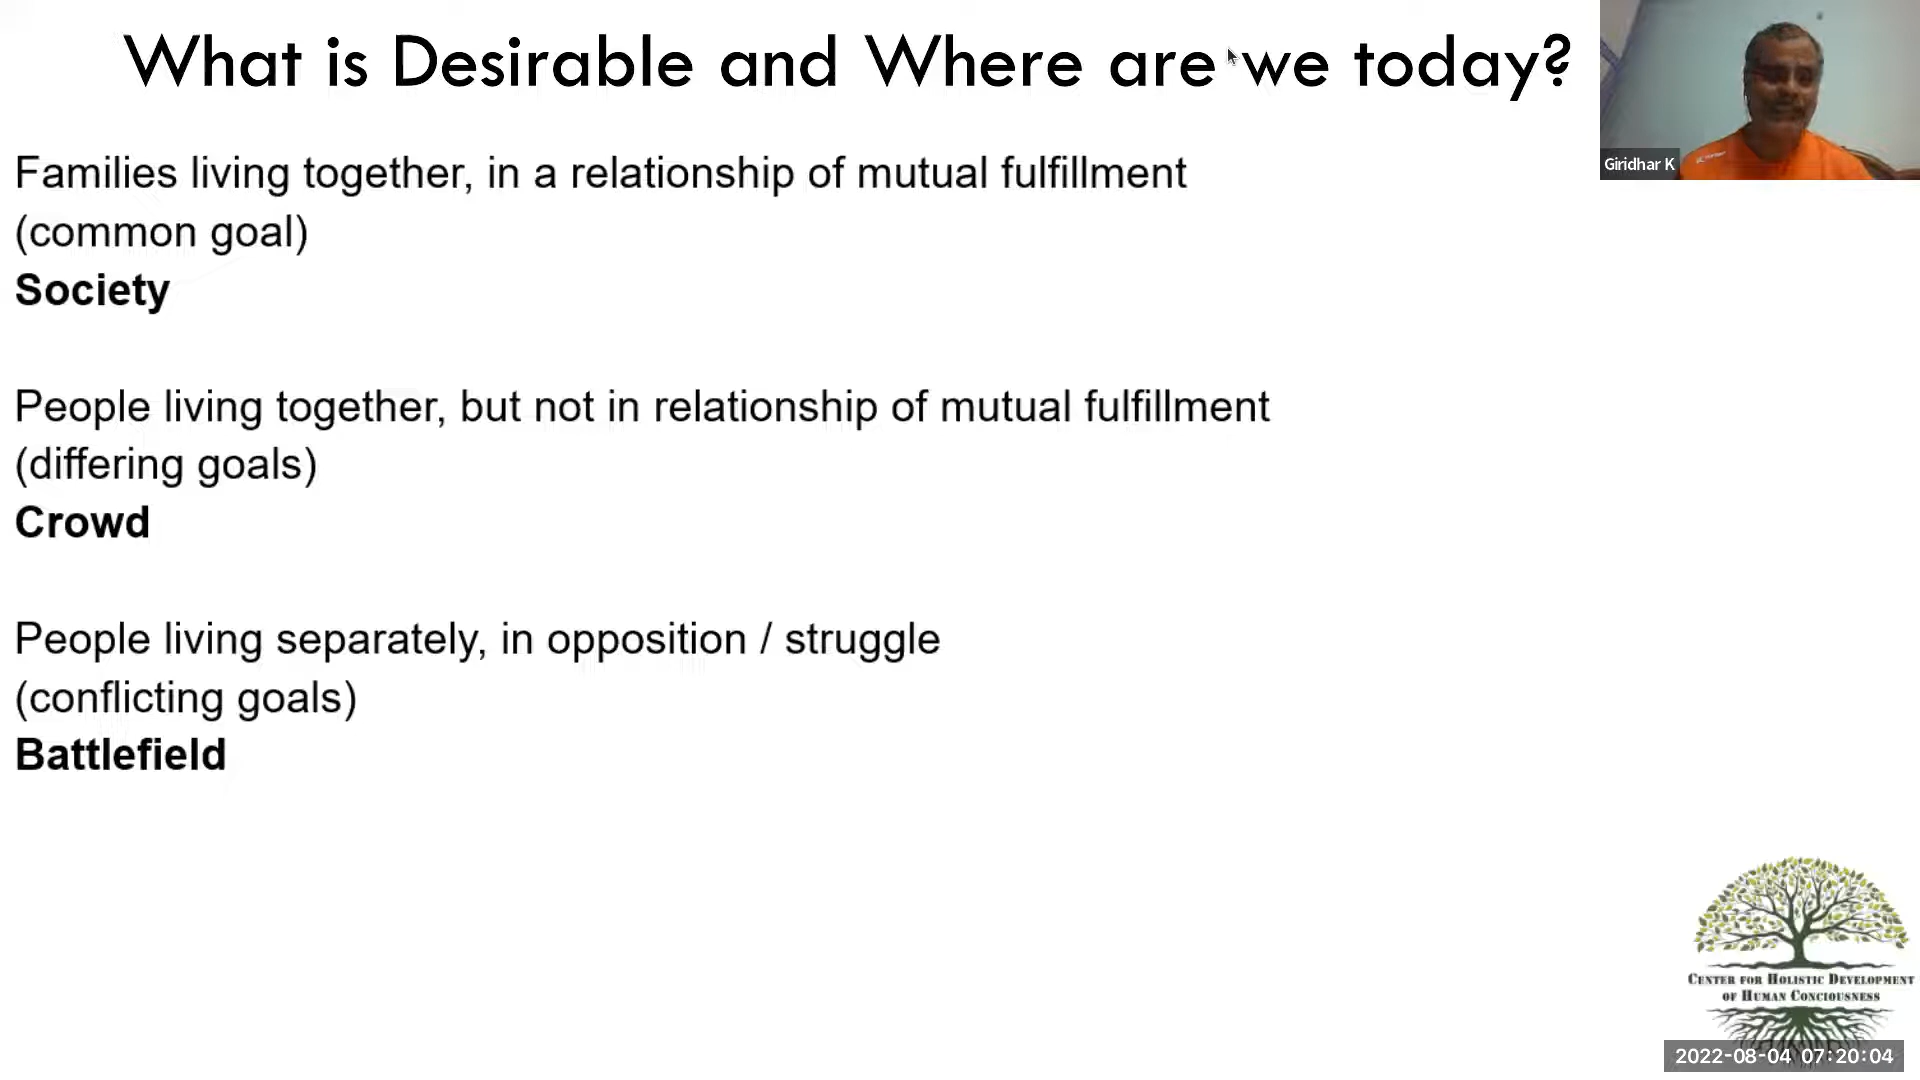 What is Desirable and Where are we today?
Giridhar K
Families living together, in a relationship of mutual fulfillment
(common goal)
Society
People living together, but not in relationship of mutual fulfillment
(differing goals)
Crowd
People living separately, in opposition / struggle
(conflicting goals)
Battlefield
Center for Holistic Development
of Human Conciousness
2022-08-04 07:20:04